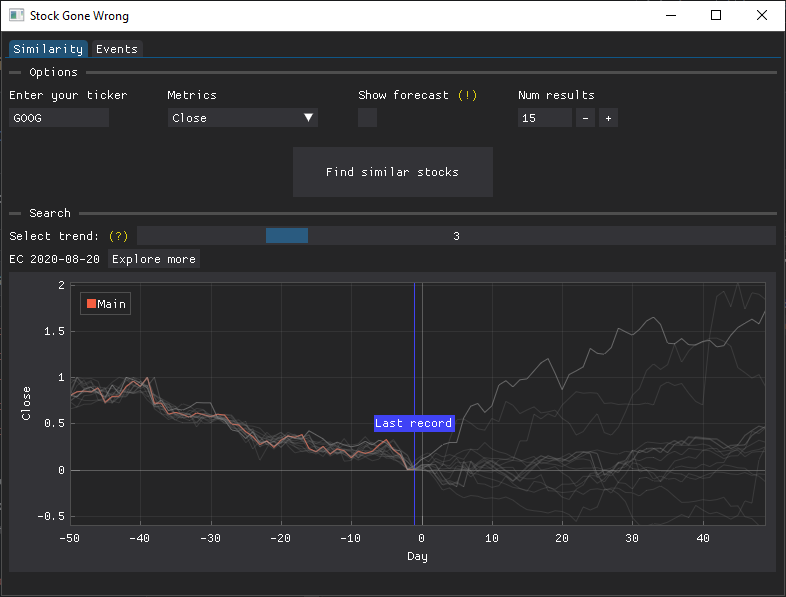 Stock Gone Wrong
Similarity Events
Options
Enter your ticker Metrics Show forecast (!) Num results
GOOG Close 15 - +
Find similar stocks
Search
Select trend: (?) 3
EC 2020-08-20 Explore more
Main
2
1.5
1
0.5
0
-0.5
Close
Last record
-50 -40 -30 -20 -10 0 10 20 30 40
Day